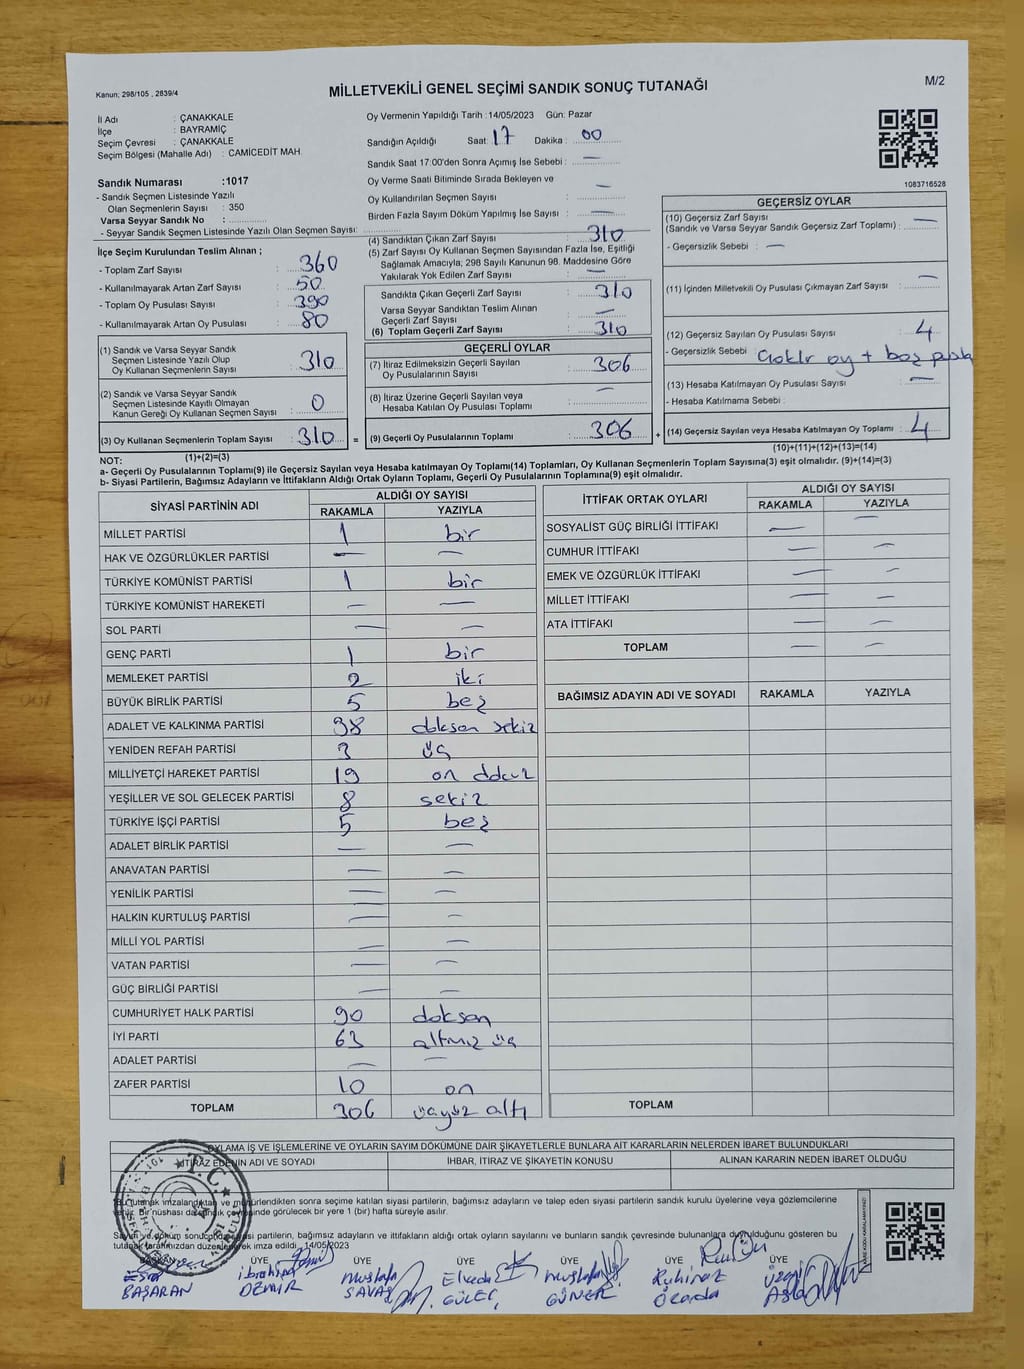 Kanun; 298/105 , 2839/4
MİLLETVEKİLİ GENEL SEÇİMİ SANDIK SONUÇ TUTANAĞI
M/2
İl Adı : ÇANAKKALE
İlçe : BAYRAMİÇ
Seçim Çevresi : ÇANAKKALE
Seçim Bölgesi (Mahalle Adı) : CAMİCEDİT MAH.
Sandık Numarası :1017
- Sandık Seçmen Listesinde Yazılı
Olan Seçmenlerin Sayısı : 350
Varsa Seyyar Sandık No :
- Seyyar Sandık Seçmen Listesinde Yazılı Olan Seçmen Sayısı:
Oy Vermenin Yapıldığı Tarih :14/05/2023 Gün: Pazar
Sandığın Açıldığı Saat: 17 Dakika : 00
Sandık Saat 17:00'den Sonra Açımış İse Sebebi : —
Oy Verme Saati Bitiminde Sırada Bekleyen ve
Oy Kullandırılan Seçmen Sayısı : —
Birden Fazla Sayım Döküm Yapılmış İse Sayısı : —
1083716528
İlçe Seçim Kurulundan Teslim Alınan ;
- Toplam Zarf Sayısı : 360
- Kullanılmayarak Artan Zarf Sayısı : 50
- Toplam Oy Pusulası Sayısı : 390
- Kullanılmayarak Artan Oy Pusulası : 80
(4) Sandıktan Çıkan Zarf Sayısı : 310
(5) Zarf Sayısı Oy Kullanan Seçmen Sayısından Fazla İse, Eşitliği
Sağlamak Amacıyla; 298 Sayılı Kanunun 98. Maddesine Göre
Yakılarak Yok Edilen Zarf Sayısı : —
Sandıkta Çıkan Geçerli Zarf Sayısı : 310
Varsa Seyyar Sandıktan Teslim Alınan
Geçerli Zarf Sayısı : —
(6) Toplam Geçerli Zarf Sayısı : 310
GEÇERSİZ OYLAR
(10) Geçersiz Zarf Sayısı —
(Sandık ve Varsa Seyyar Sandık Geçersiz Zarf Toplamı) :
- Geçersizlik Sebebi : —
(11) İçinden Milletvekili Oy Pusulası Çıkmayan Zarf Sayısı : —
(12) Geçersiz Sayılan Oy Pusulası Sayısı : 4
- Geçersizlik Sebebi : oy + boş
(13) Hesaba Katılmayan Oy Pusulası Sayısı : —
- Hesaba Katılmama Sebebi :
(14) Geçersiz Sayılan veya Hesaba Katılmayan Oy Toplamı : 4
(10)+(11)+(12)+(13)=(14)
(1) Sandık ve Varsa Seyyar Sandık
Seçmen Listesinde Yazılı Olup
Oy Kullanan Seçmenlerin Sayısı : 310
(2) Sandık ve Varsa Seyyar Sandık
Seçmen Listesinde Kayıtlı Olmayan
Kanun Gereği Oy Kullanan Seçmen Sayısı : 0
(3) Oy Kullanan Seçmenlerin Toplam Sayısı : 310 =
(1)+(2)=(3)
GEÇERLİ OYLAR
(7) İtiraz Edilmeksizin Geçerli Sayılan
Oy Pusulalarının Sayısı : 306
(8) İtiraz Üzerine Geçerli Sayılan veya
Hesaba Katılan Oy Pusulası Toplamı : —
(9) Geçerli Oy Pusulalarının Toplamı : 306 +
NOT:
a- Geçerli Oy Pusulalarının Toplamı(9) ile Geçersiz Sayılan veya Hesaba katılmayan Oy Toplamı(14) Toplamları, Oy Kullanan Seçmenlerin Toplam Sayısına(3) eşit olmalıdır. (9)+(14)=(3)
b- Siyasi Partilerin, Bağımsız Adayların ve İttifakların Aldığı Ortak Oyların Toplamı, Geçerli Oy Pusulalarının Toplamına(9) eşit olmalıdır.
SİYASİ PARTİNİN ADI ALDIĞI OY SAYISI
RAKAMLA YAZIYLA
MİLLET PARTİSİ 1 bir
HAK VE ÖZGÜRLÜKLER PARTİSİ — —
TÜRKİYE KOMÜNİST PARTİSİ 1 bir
TÜRKİYE KOMÜNİST HAREKETİ — —
SOL PARTİ — —
GENÇ PARTİ 1 bir
MEMLEKET PARTİSİ 2 iki
BÜYÜK BİRLİK PARTİSİ 5 beş
ADALET VE KALKINMA PARTİSİ 98 doksan sekiz
YENİDEN REFAH PARTİSİ 3 üç
MİLLİYETÇİ HAREKET PARTİSİ 19 on dokuz
YEŞİLLER VE SOL GELECEK PARTİSİ 8 sekiz
TÜRKİYE İŞÇİ PARTİSİ 5 beş
ADALET BİRLİK PARTİSİ — —
ANAVATAN PARTİSİ — —
YENİLİK PARTİSİ — —
HALKIN KURTULUŞ PARTİSİ — —
MİLLİ YOL PARTİSİ — —
VATAN PARTİSİ — —
GÜÇ BİRLİĞİ PARTİSİ — —
CUMHURİYET HALK PARTİSİ 90 doksan
İYİ PARTİ 63 altmış üç
ADALET PARTİSİ — —
ZAFER PARTİSİ 10 on
TOPLAM 306 üçyüz altı
İTTİFAK ORTAK OYLARI ALDIĞI OY SAYISI
RAKAMLA YAZIYLA
SOSYALİST GÜÇ BİRLİĞİ İTTİFAKI — —
CUMHUR İTTİFAKI — —
EMEK VE ÖZGÜRLÜK İTTİFAKI — —
MİLLET İTTİFAKI — —
ATA İTTİFAKI — —
TOPLAM — —
BAĞIMSIZ ADAYIN ADI VE SOYADI RAKAMLA YAZIYLA
TOPLAM
OYLAMA İŞ VE İŞLEMLERİNE VE OYLARIN SAYIM DÖKÜMÜNE DAİR ŞİKAYETLERLE BUNLARA AİT KARARLARIN NELERDEN İBARET BULUNDUKLARI
İTİRAZ EDENİN ADI VE SOYADI İHBAR, İTİRAZ VE ŞİKAYETİN KONUSU ALINAN KARARIN NEDEN İBARET OLDUĞU
T.C.
Bu tutanak imzalandıktan ve mühürlendikten sonra seçime katılan siyasi partilerin, bağımsız adayların ve talep eden siyasi partilerin sandık kurulu üyelerine veya gözlemcilerine
verilir. Bir nüshası da sandık çevresinde görülecek bir yere 1 (bir) hafta süreyle asılır.
Sayım ve döküm sonucunda siyasi partilerin, bağımsız adayların ve ittifakların aldığı ortak oyların sayılarını ve bunların sandık çevresinde bulunanlara duyrulduğunu gösteren bu
tutanak tarafımızdan düzenlenerek imza edildi. 14/05/2023
ÜYE ÜYE ÜYE ÜYE ÜYE ÜYE
Esra BAŞARAN
İbrahim DEMİR
Mustafa SAVAŞ
GÜLEÇ
Mustafa GÜNER